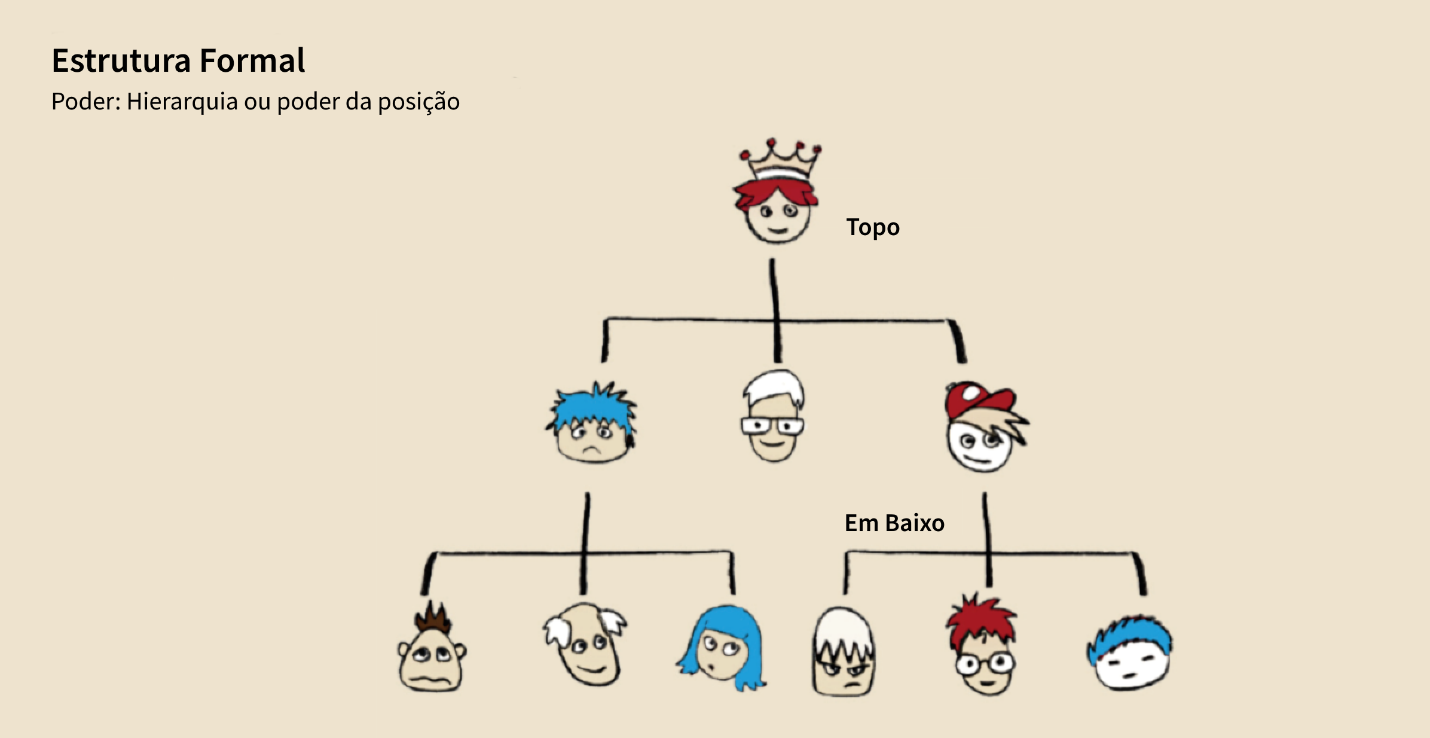 Estrutura Formal
Poder: Hierarquia ou poder da posição
Topo
Em Baixo